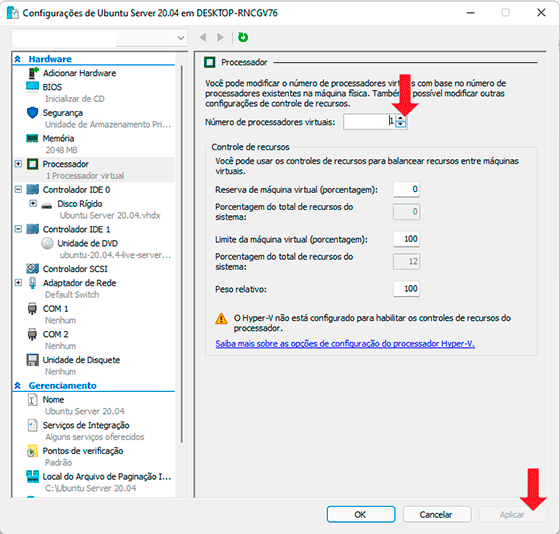 Configurações de Ubuntu Server 20.04 em DESKTOP-RNCGV76
Hardware
Adicionar Hardware
BIOS
Inicializar de CD
Segurança
Unidade de Armazenamento Pri...
Memória
2048 MB
Processador
1 Processador virtual
Controlador IDE 0
Disco Rígido
Ubuntu Server 20.04.vhdx
Controlador IDE 1
Unidade de DVD
ubuntu-20.04.4-live-server...
Controlador SCSI
Adaptador de Rede
Default Switch
COM 1
Nenhum
COM 2
Nenhum
Unidade de Disquete
Nenhum
Gerenciamento
Nome
Ubuntu Server 20.04
Serviços de Integração
Alguns serviços oferecidos
Pontos de verificação
Padrão
Local do Arquivo de Paginação I...
C:\Ubuntu Server 20.04
Processador
Você pode modificar o número de processadores com base no número de
processadores existentes na máquina física. possível modificar outras
configurações de controle de recursos.
Número de processadores virtuais: 1
Controle de recursos
Você pode usar os controles de recursos para balancear recursos entre máquinas
virtuais.
Reserva de máquina virtual (porcentagem): 0
Porcentagem do total de recursos do
sistema: 0
Limite da máquina virtual (porcentagem): 100
Porcentagem do total de recursos do
sistema: 12
Peso relativo: 100
O Hyper-V não está configurado para habilitar os controles de recursos do
processador.
Saiba mais sobre as opções de configuração do processador Hyper-V.
OK Cancelar Aplicar